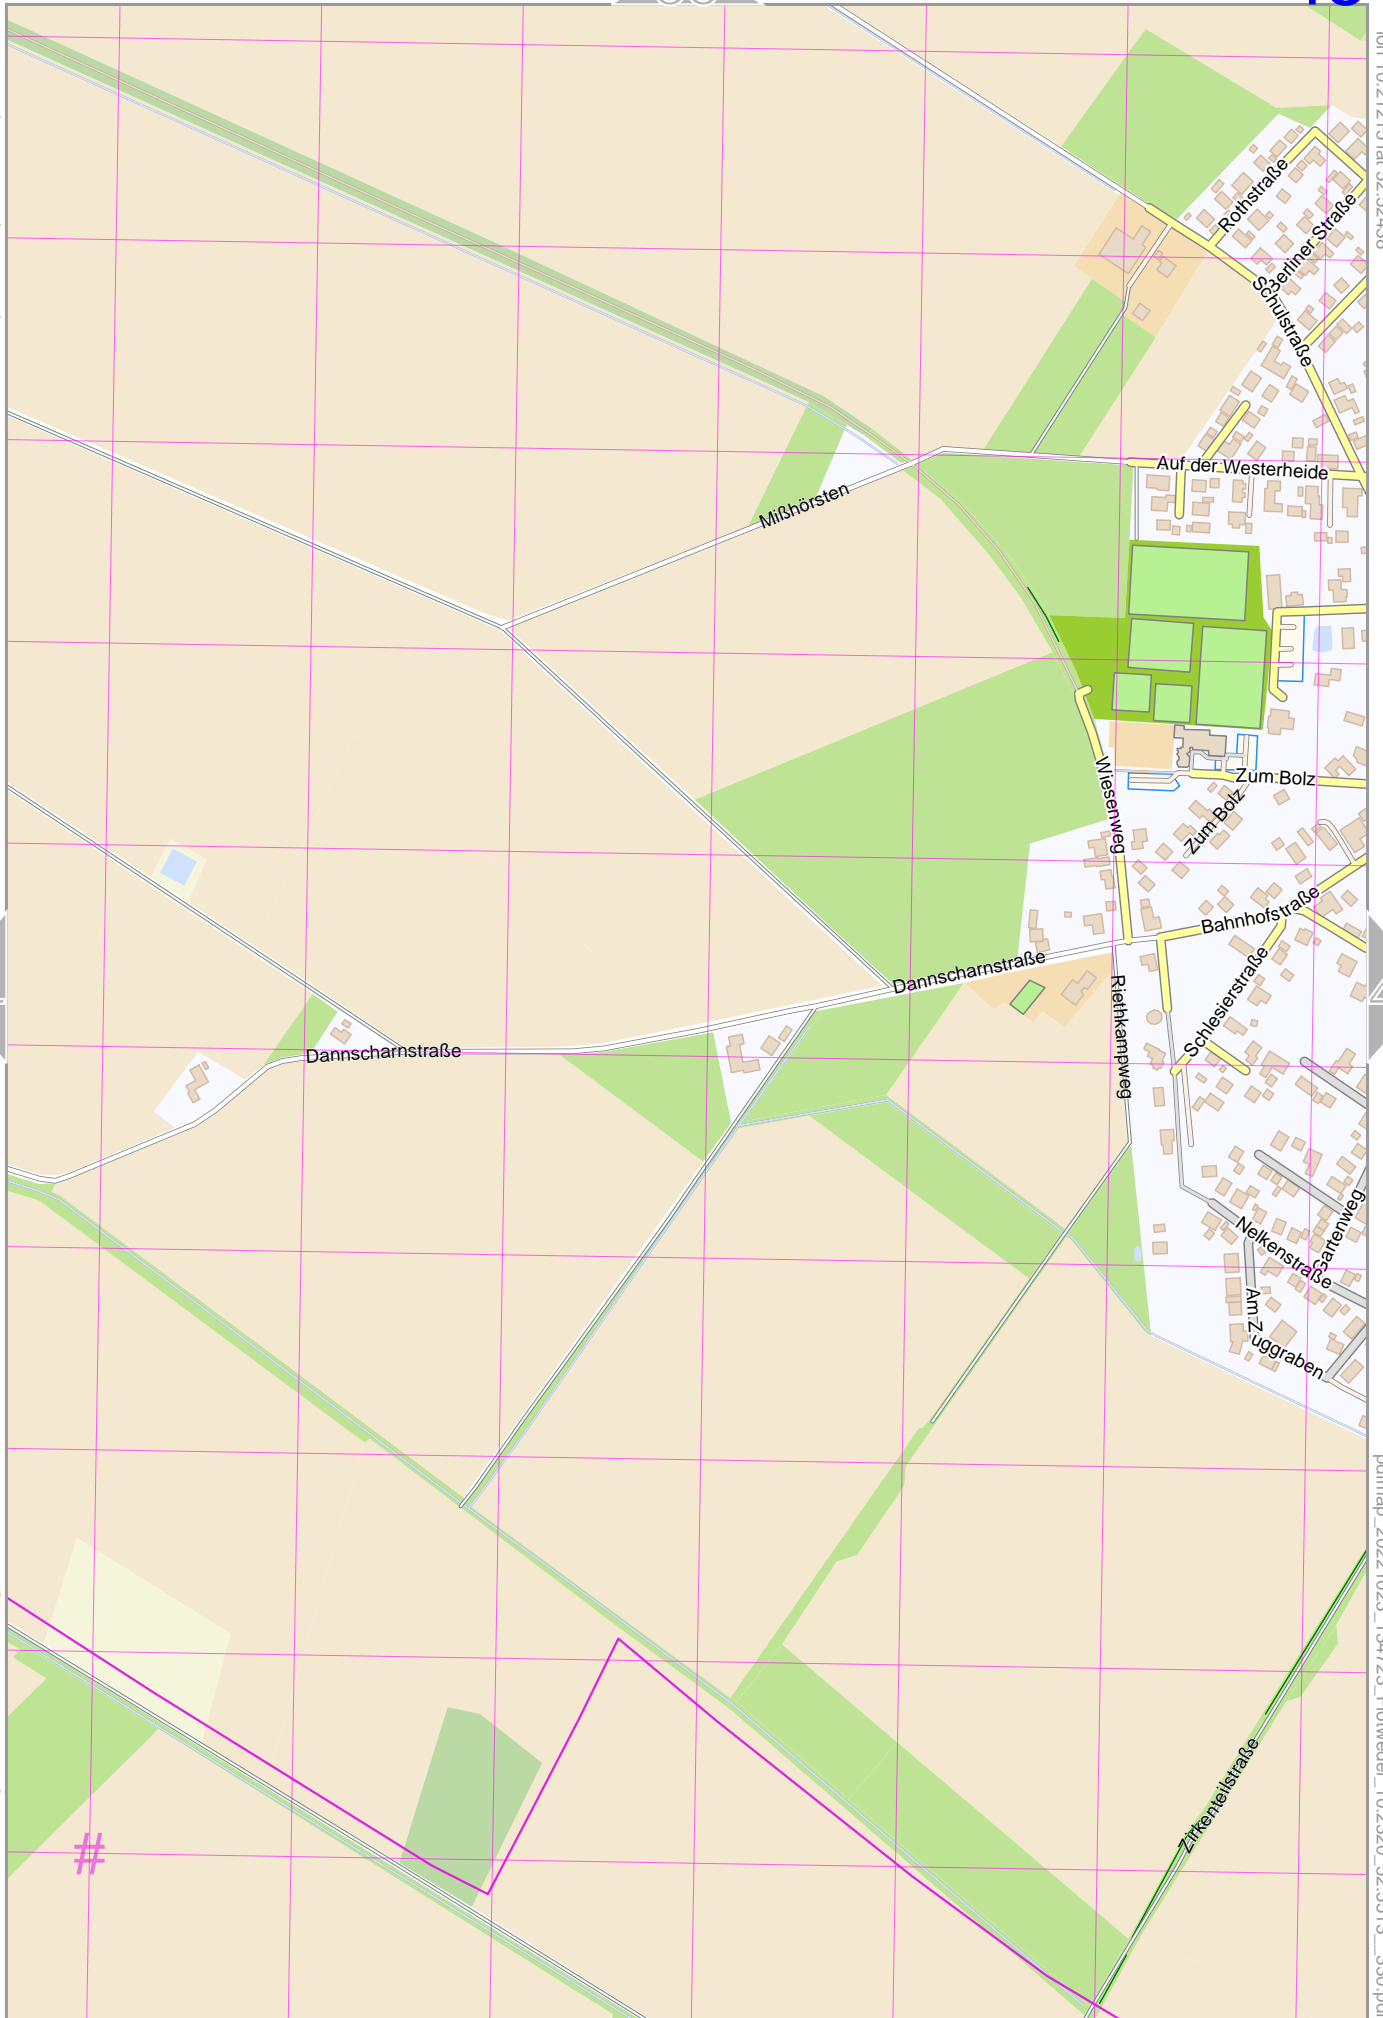 Rothstraße
Berliner Straße
Schulstraße
Auf der Westerheide
Mißhörsten
Wiesenweg
Zum Bolz
Zum Bolz
Bahnhofstraße
Dannscharnstraße
Schlesierstraße
Riethkampweg
Dannscharnstraße
Gartenweg
Nelkenstraße
Am Zuggraben
Zirkenteilstraße
#